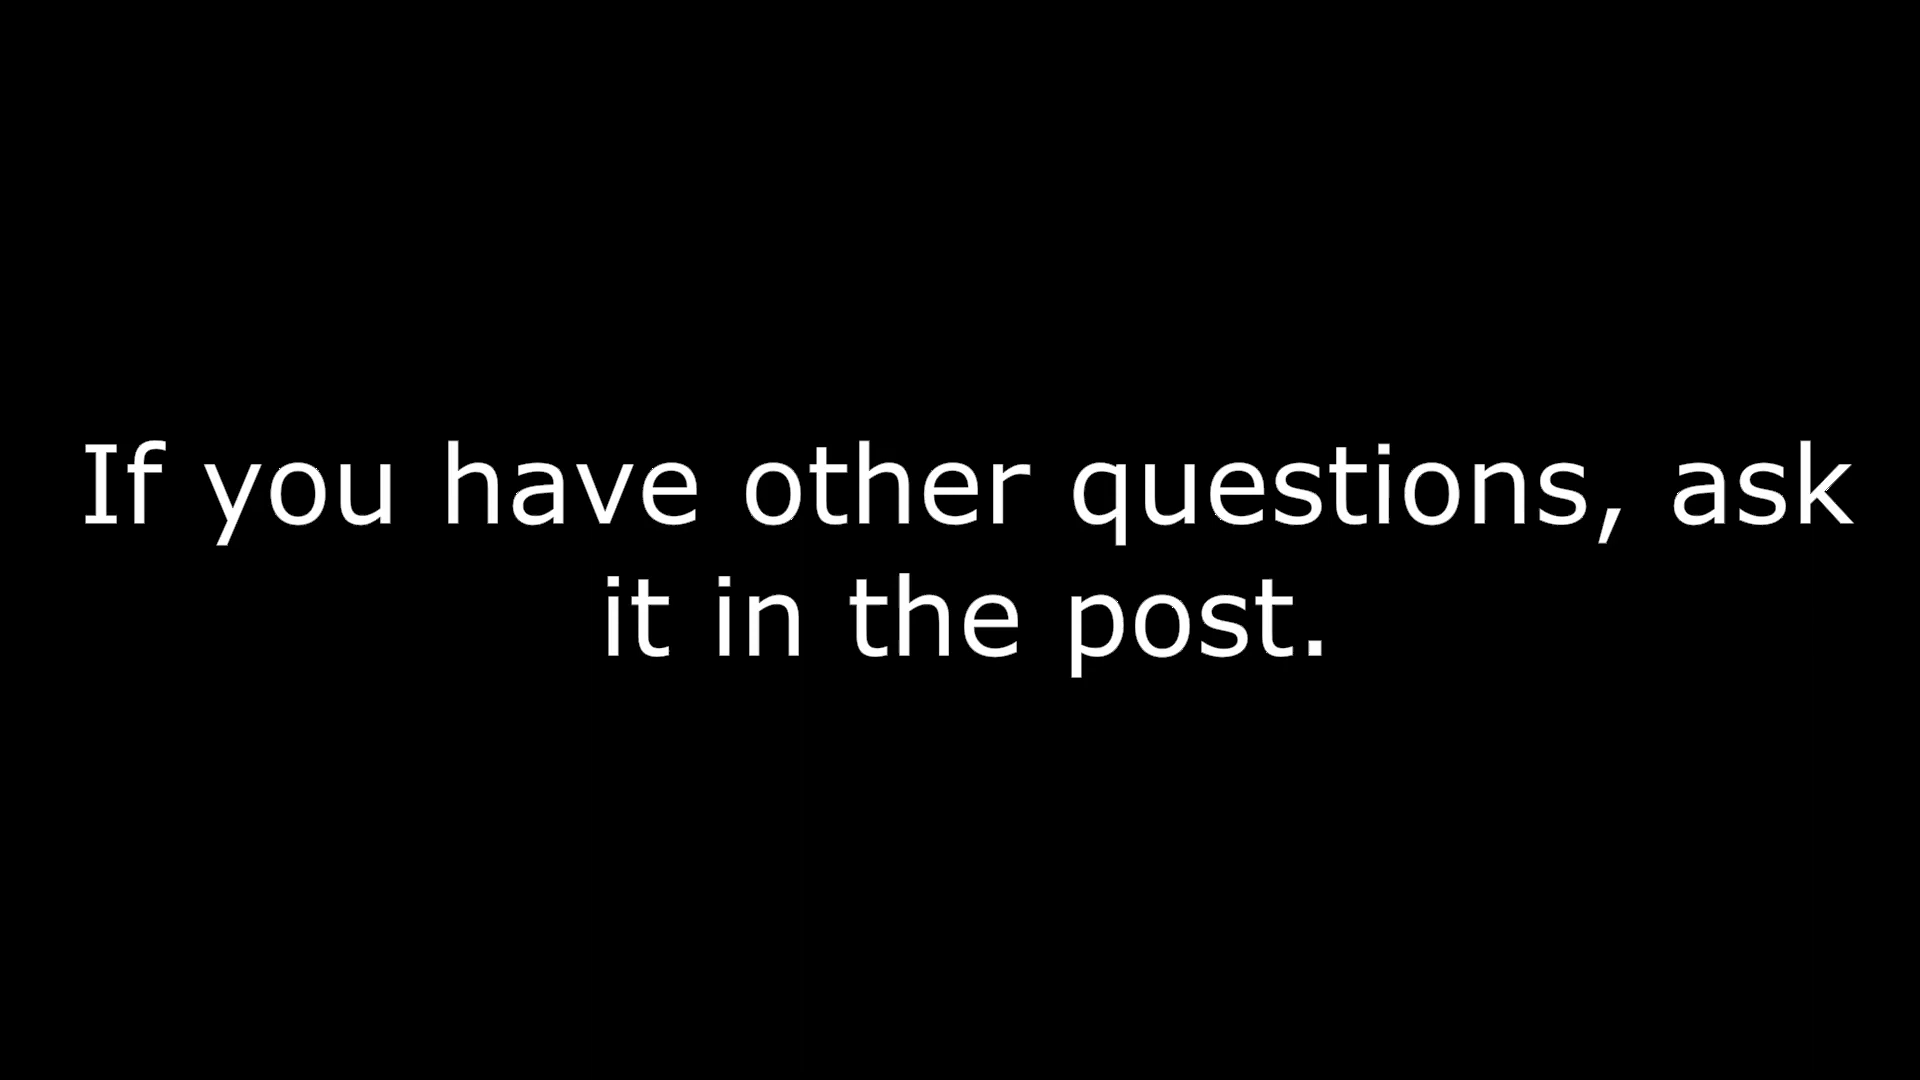 If you have other questions, ask
it in the post.